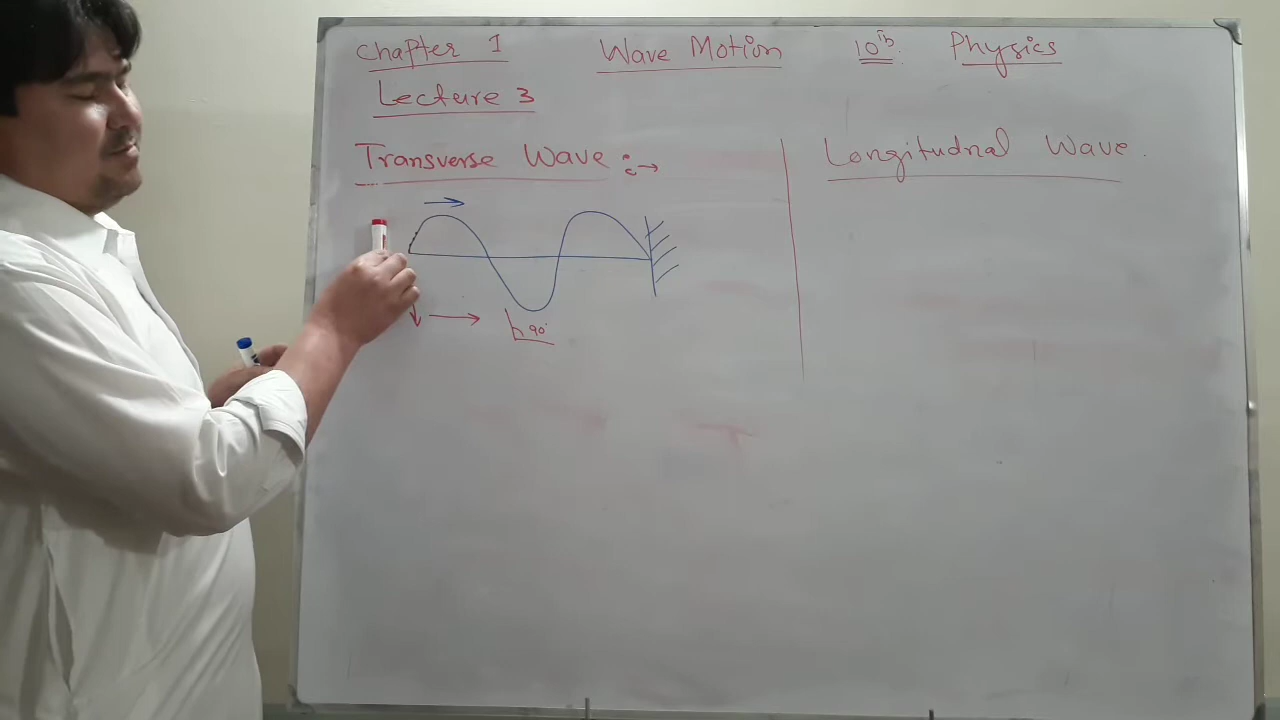 Chapter 1 Wave Motion 10th. Physics
Lecture 3
Transverse Wave :→
Longitudnal Wave.
90°